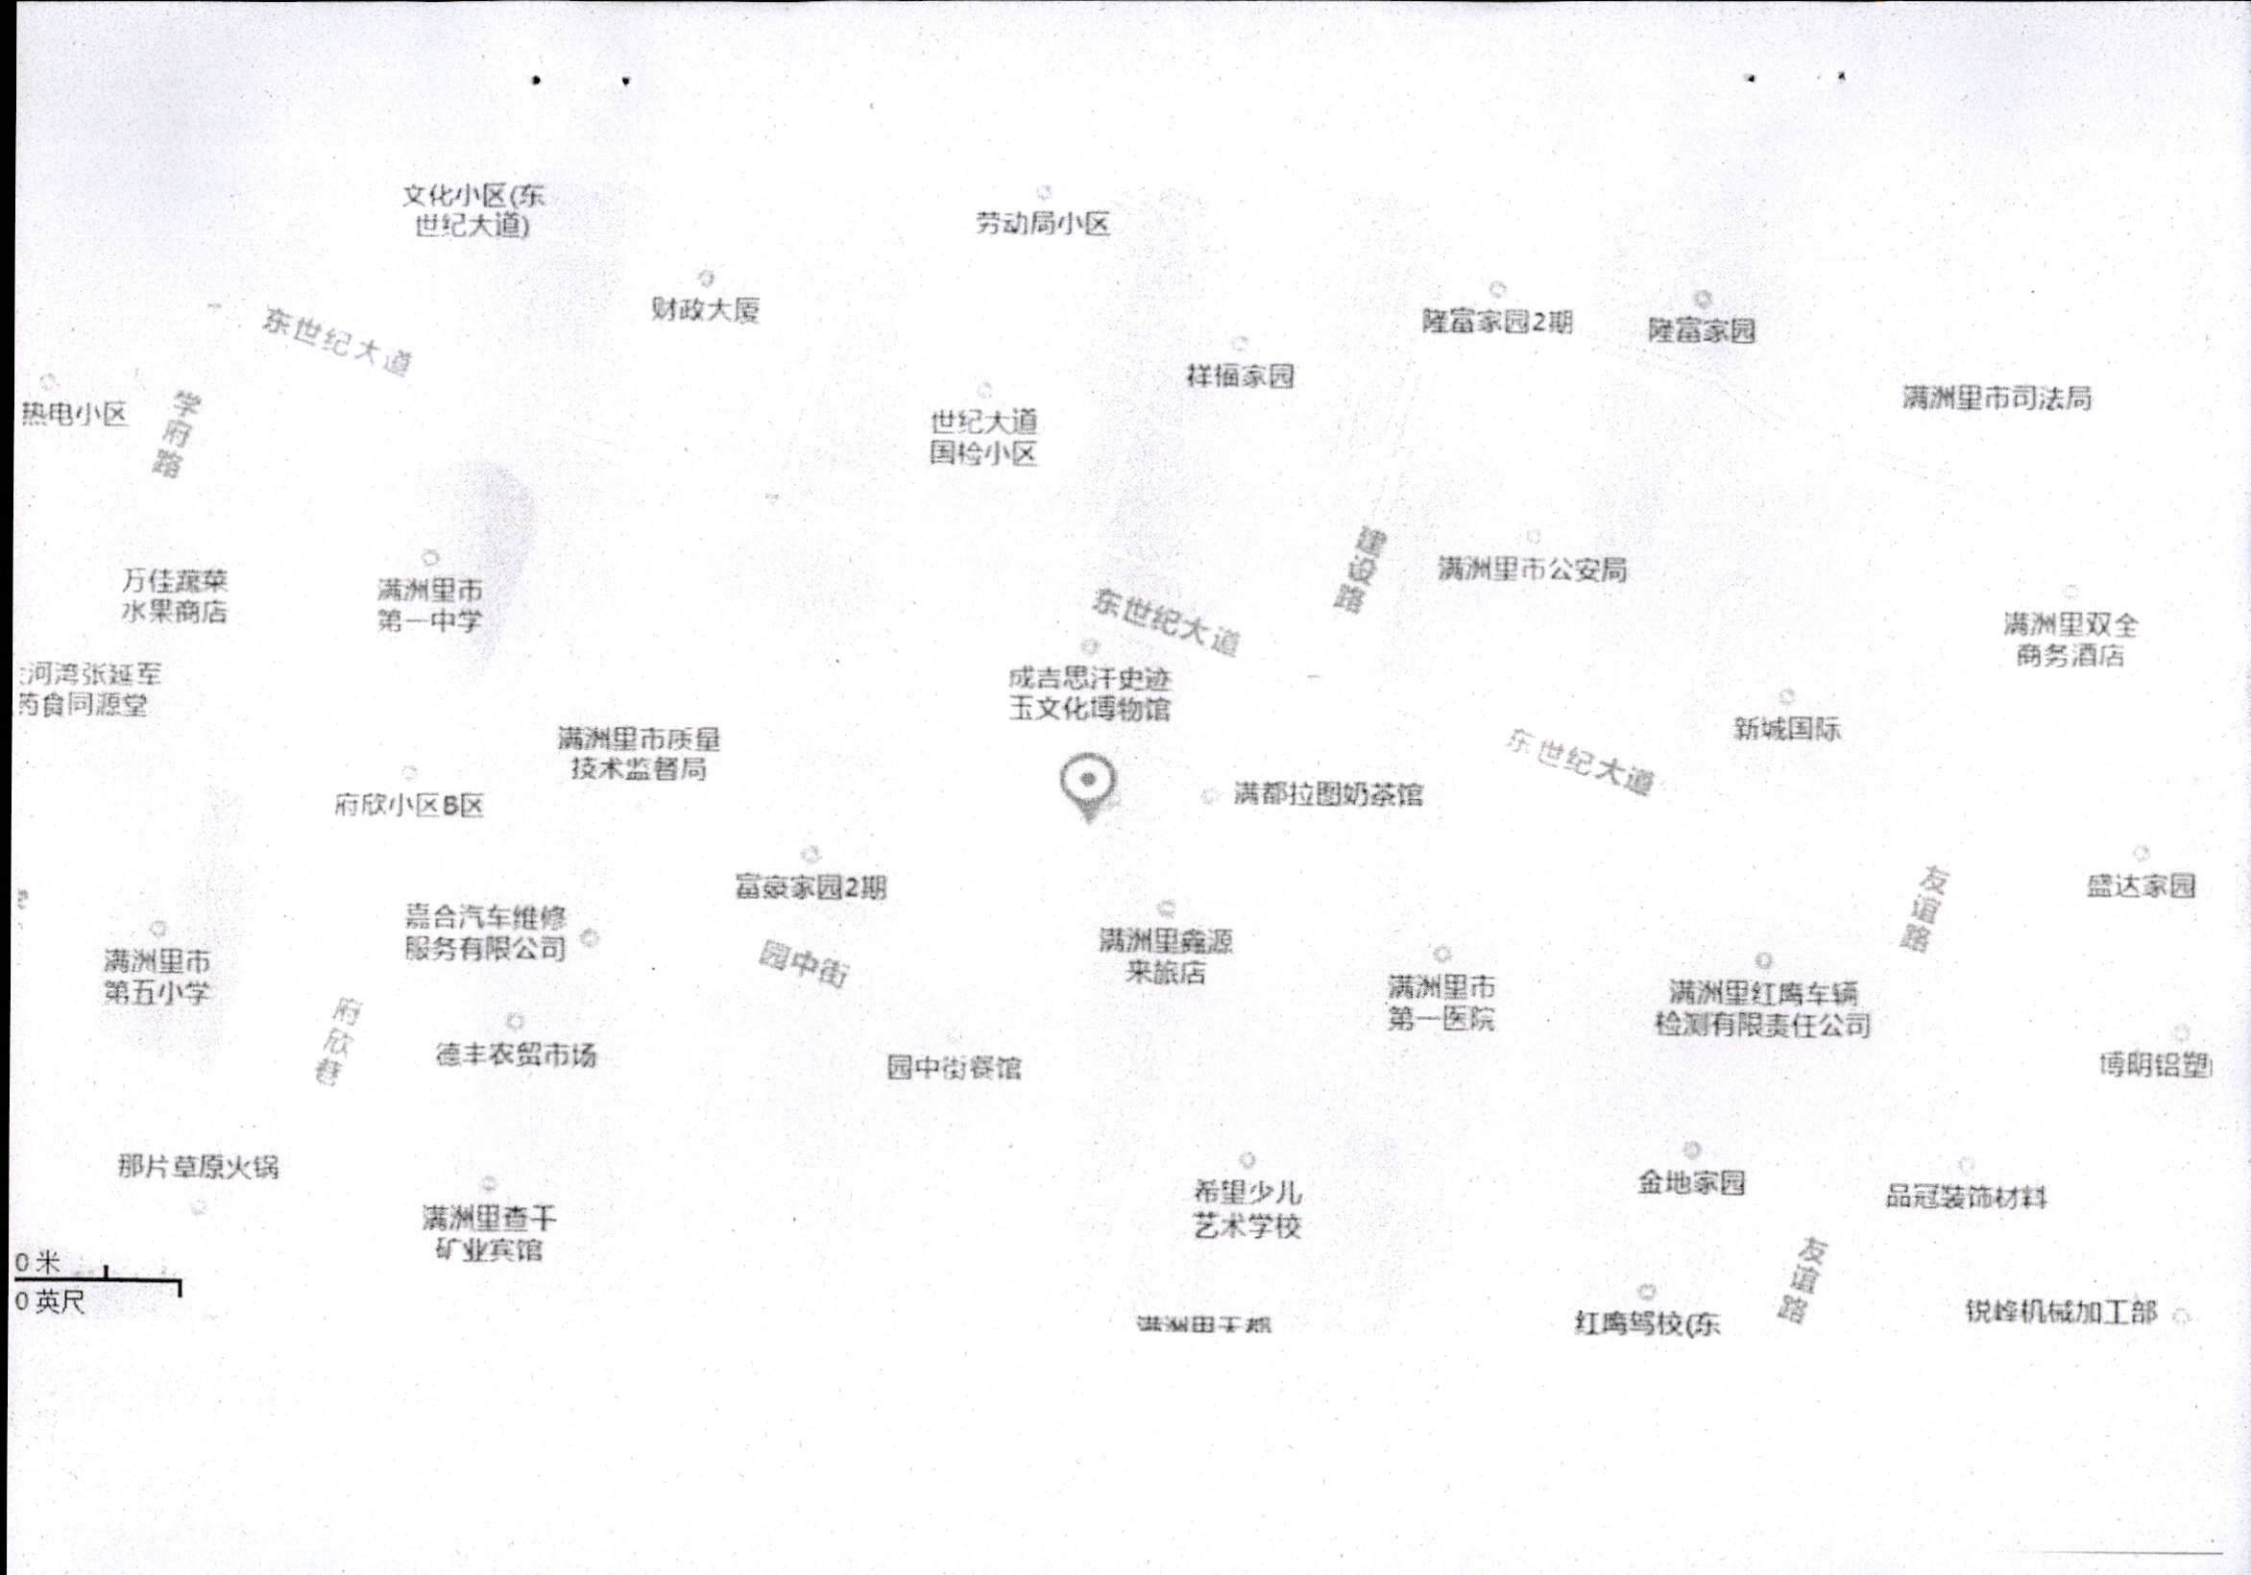 文化小区(东
世纪大道)
劳动局小区
财政大厦
隆富家园2期
隆富家园
东世纪大道
祥福家园
满洲里市司法局
热电小区
学府路
世纪大道
国检小区
建设路
满洲里市公安局
万佳蔬菜
水果商店
满洲里市
第一中学
东世纪大道
满洲里双全
商务酒店
河湾张延军
药食同源堂
成吉思汗史迹
玉文化博物馆
新城国际
满洲里市质量
技术监督局
东世纪大道
府欣小区B区
满都拉图奶茶馆
富豪家园2期
友谊路
盛达家园
嘉合汽车维修
服务有限公司
满洲里市
第五小学
园中街
满洲里鑫源
来旅店
满洲里市
第一医院
满洲里红鹰车辆
检测有限责任公司
府欣巷
德丰农贸市场
园中街餐馆
博明铝塑
那片草原火锅
满洲里查干
矿业宾馆
希望少儿
艺术学校
金地家园
品冠装饰材料
友谊路
0米
0英尺
红鹰驾校(东
锐峰机械加工部